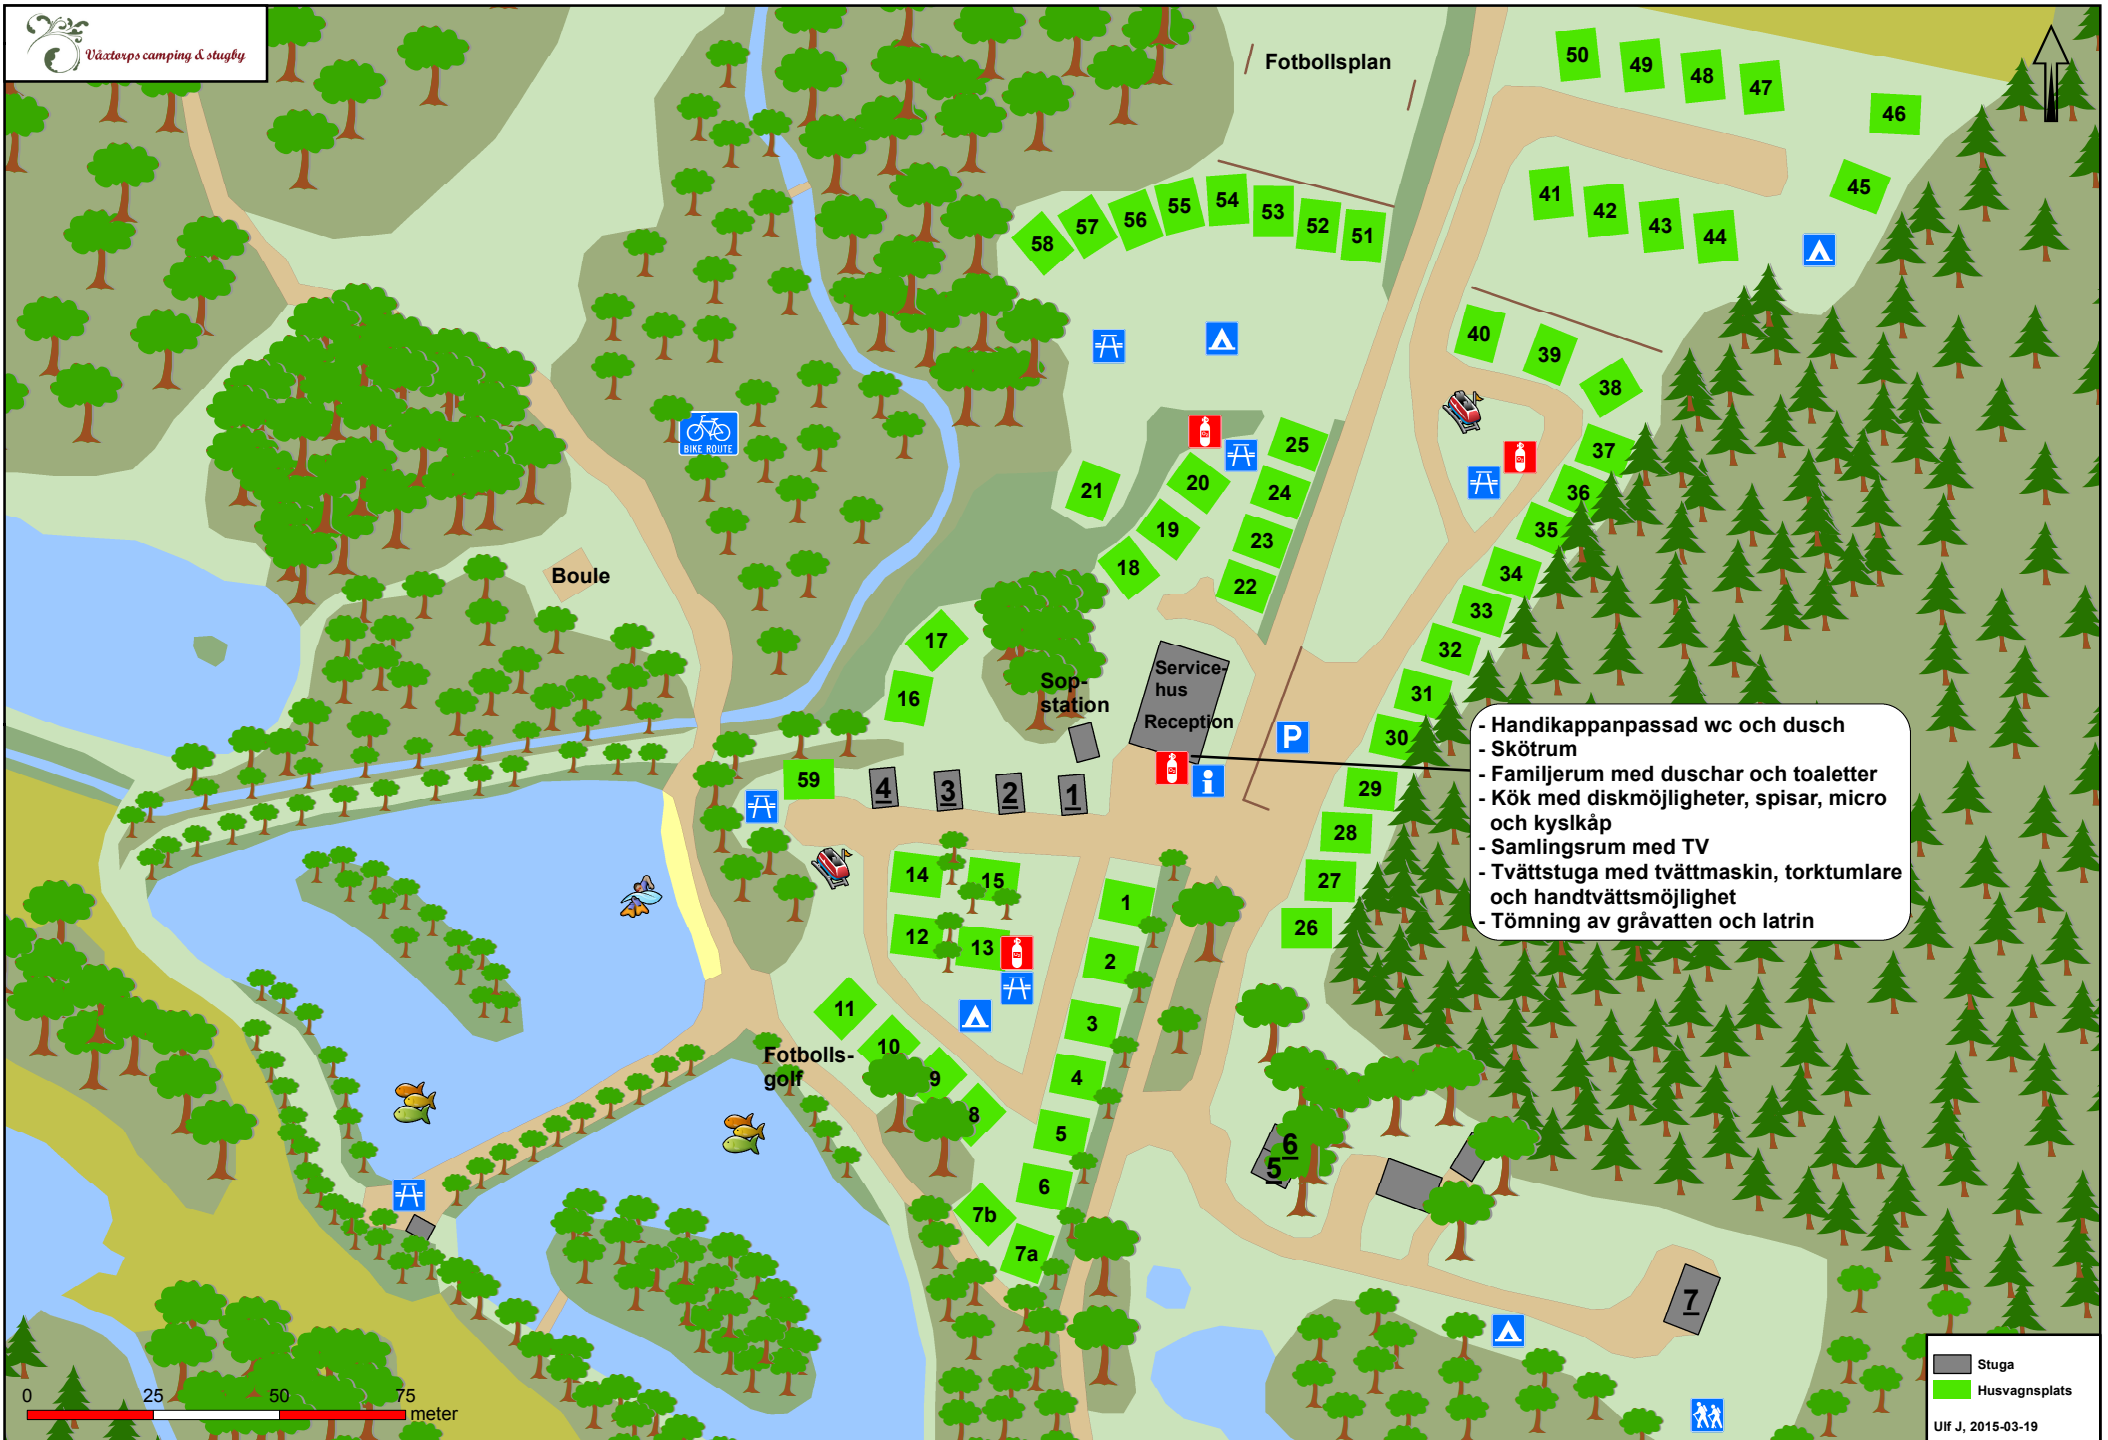 Våxtorps camping & stugby
Fotbollsplan
50
49
48
47
46
45
41
42
43
44
58
57
56
55
54
53
52
51
40
39
38
37
36
35
34
33
32
31
30
29
28
27
26
BIKE ROUTE
25
24
23
22
21
20
19
18
17
16
Boule
Sop-
station
Service-
hus
Reception
P
i
59
4
3
2
1
- Handikappanpassad wc och dusch
- Skötrum
- Familjerum med duschar och toaletter
- Kök med diskmöjligheter, spisar, micro
och kyslkåp
- Samlingsrum med TV
- Tvättstuga med tvättmaskin, torktumlare
och handtvättsmöjlighet
- Tömning av gråvatten och latrin
14
15
12
13
1
2
3
4
5
6
7b
7a
11
10
9
8
Fotbolls-
golf
6
5
7
0 25 50 75
meter
Stuga
Husvagnsplats
Ulf J, 2015-03-19